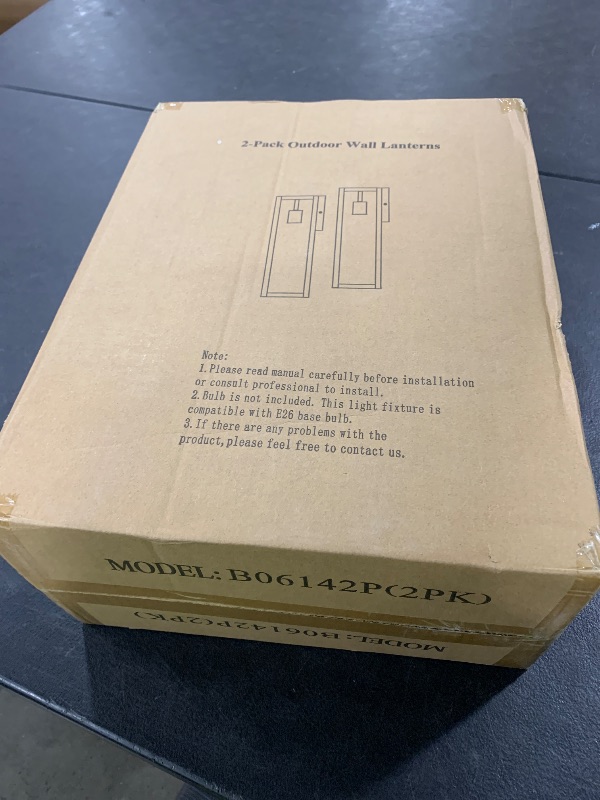 2-Pack Outdoor Wall Lanterns
Note:
1. Please read manual carefully before installation
or consult professional to install.
2. Bulb is not included. This light fixture is
compatible with E26 base bulb.
3. If there are any problems with the
product, please feel free to contact us.
MODEL: B06142P(2PK)
MODEL: B06142P(2PK)